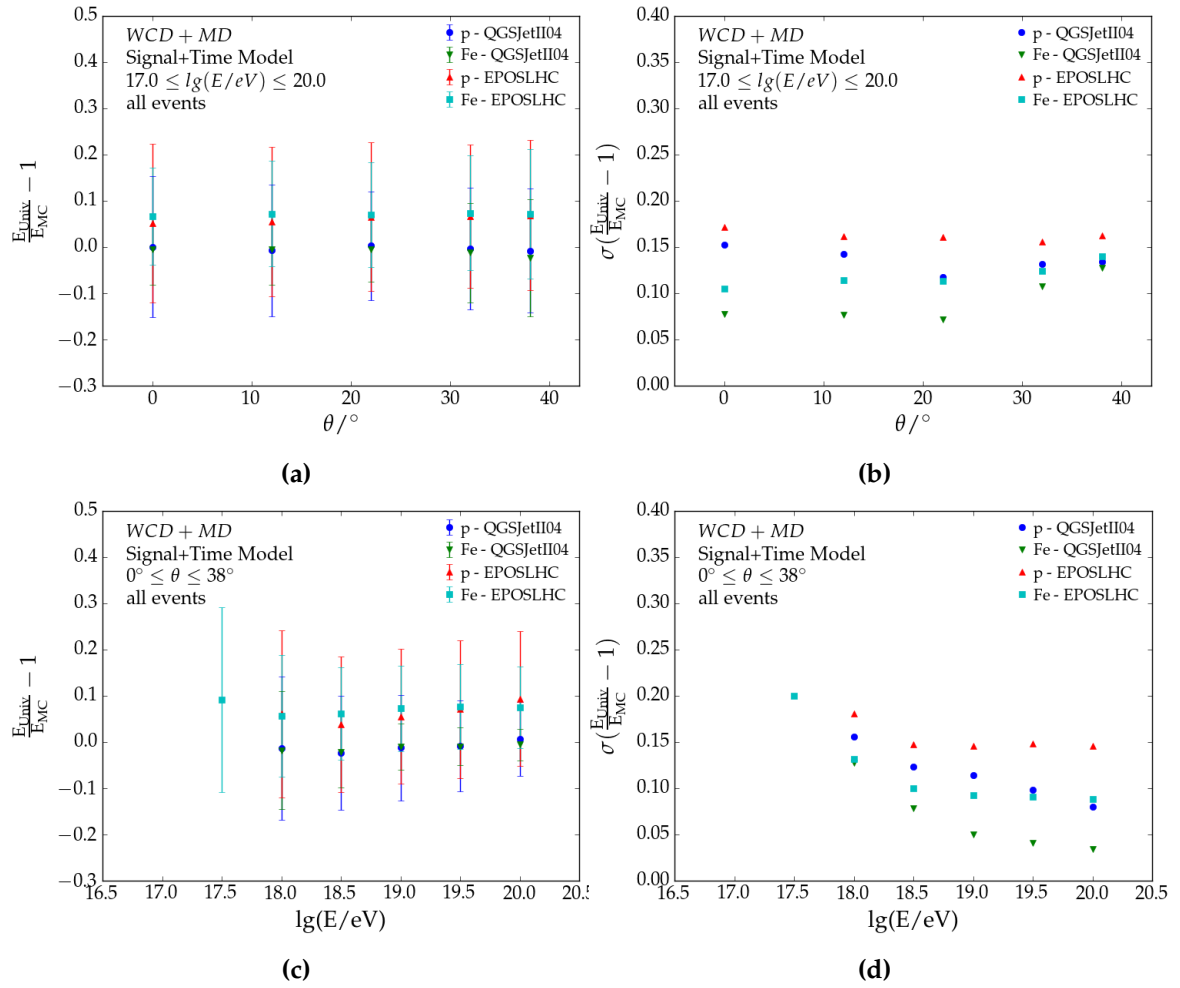 0.5
0.4
0.3
0.2
0.1
0.0
−0.1
−0.2
−0.3
E_Univ/E_MC − 1
WCD + MD
Signal+Time Model
17.0 ≤ lg(E/eV) ≤ 20.0
all events
p - QGSJetII04
Fe - QGSJetII04
p - EPOSLHC
Fe - EPOSLHC
0 10 20 30 40
θ/°
(a)
0.40
0.35
0.30
0.25
0.20
0.15
0.10
0.05
0.00
σ(E_Univ/E_MC − 1)
WCD + MD
Signal+Time Model
17.0 ≤ lg(E/eV) ≤ 20.0
all events
p - QGSJetII04
Fe - QGSJetII04
p - EPOSLHC
Fe - EPOSLHC
0 10 20 30 40
θ/°
(b)
0.5
0.4
0.3
0.2
0.1
0.0
−0.1
−0.2
−0.3
E_Univ/E_MC − 1
WCD + MD
Signal+Time Model
0° ≤ θ ≤ 38°
all events
p - QGSJetII04
Fe - QGSJetII04
p - EPOSLHC
Fe - EPOSLHC
16.5 17.0 17.5 18.0 18.5 19.0 19.5 20.0 20.5
lg(E/eV)
(c)
0.40
0.35
0.30
0.25
0.20
0.15
0.10
0.05
0.00
σ(E_Univ/E_MC − 1)
WCD + MD
Signal+Time Model
0° ≤ θ ≤ 38°
all events
p - QGSJetII04
Fe - QGSJetII04
p - EPOSLHC
Fe - EPOSLHC
16.5 17.0 17.5 18.0 18.5 19.0 19.5 20.0 20.5
lg(E/eV)
(d)